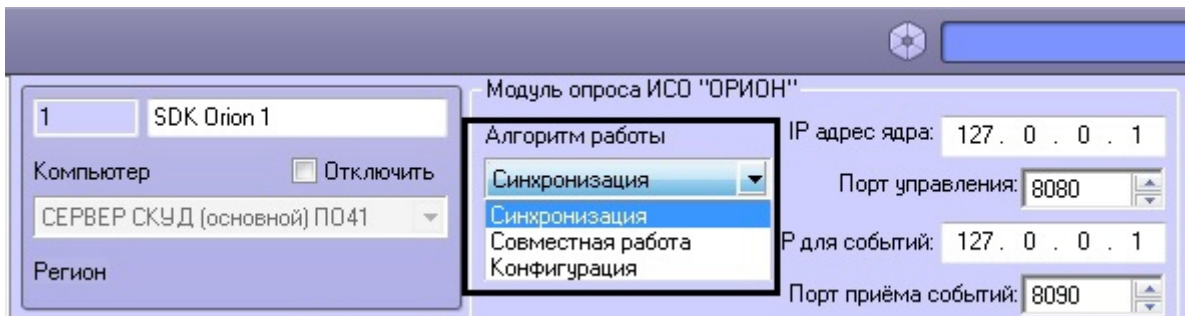 1
SDK Orion 1
Компьютер
Отключить
СЕРВЕР СКУД (основной) ПО41
Регион
Модуль опроса ИСО "ОРИОН"
Алгоритм работы
Синхронизация
Синхронизация
Совместная работа
Конфигурация
IP адрес ядра: 127. 0 . 0 . 1
Порт управления: 8080
P для событий: 127. 0 . 0 . 1
Порт приёма событий: 8090